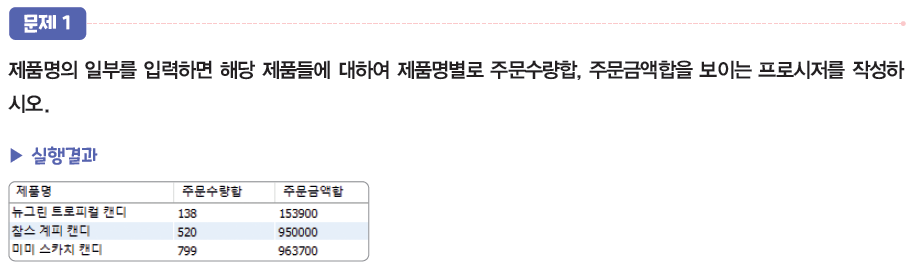 문제 1
제품명의 일부를 입력하면 해당 제품들에 대하여 제품명별로 주문수량합, 주문금액합을 보이는 프로시저를 작성하
시오.
▶ 실행결과
제품명 주문수량합 주문금액합
뉴그린 트로피컬 캔디 138 153900
참스 계피 캔디 520 950000
미미 스카치 캔디 799 963700